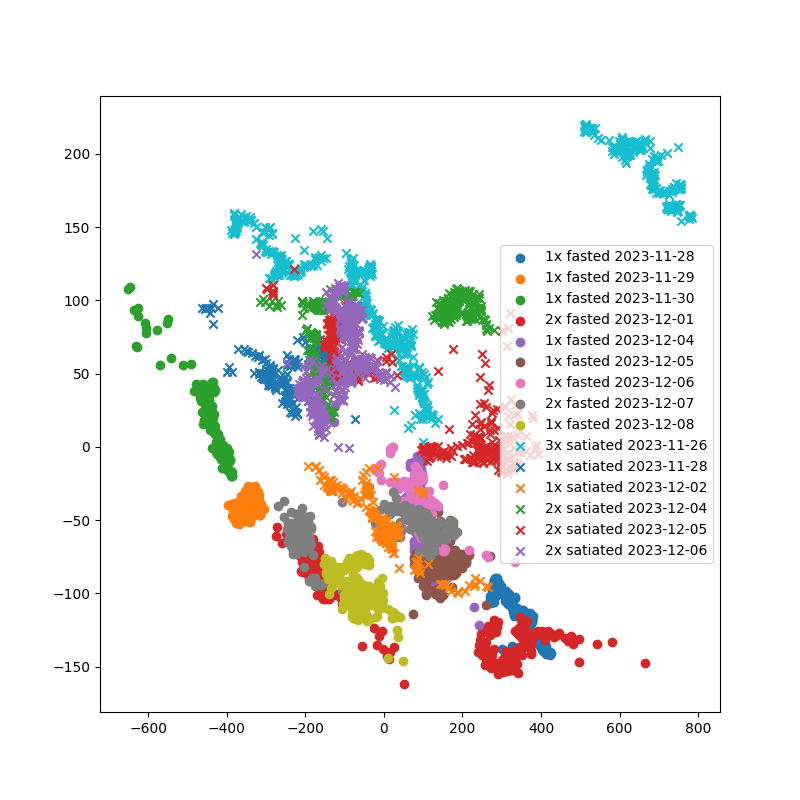 200
150
100
50
0
−50
−100
−150
−600
−400
−200
0
200
400
600
800
1x fasted 2023-11-28
1x fasted 2023-11-29
1x fasted 2023-11-30
2x fasted 2023-12-01
1x fasted 2023-12-04
1x fasted 2023-12-05
1x fasted 2023-12-06
2x fasted 2023-12-07
1x fasted 2023-12-08
3x satiated 2023-11-26
1x satiated 2023-11-28
1x satiated 2023-12-02
2x satiated 2023-12-04
2x satiated 2023-12-05
2x satiated 2023-12-06